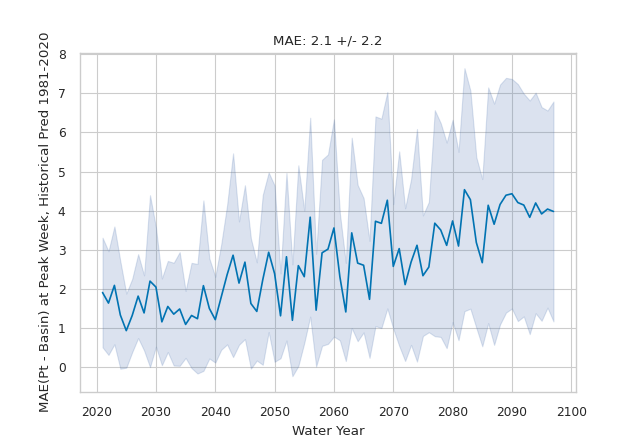 MAE: 2.1 +/- 2.2
MAE(Pt - Basin) at Peak Week, Historical Pred 1981-2020
8
7
6
5
4
3
2
1
0
2020 2030 2040 2050 2060 2070 2080 2090 2100
Water Year